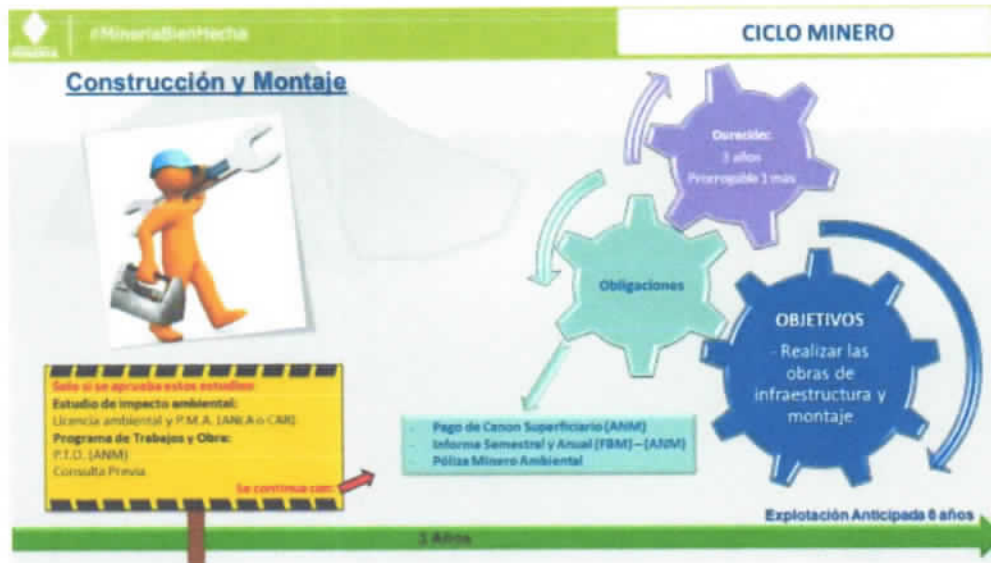 MINERÍA
#MineríaBienHecha
CICLO MINERO
Construcción y Montaje
Duración:
3 años
Prorrogable 1 mas
Obligaciones
OBJETIVOS
- Realizar las
obras de
infraestructura y
montaje
Solo si se aprueba estos estudios:
Estudio de impacto ambiental:
Licencia ambiental y P.M.A. (ANLA o CAR)
Programa de Trabajos y Obra:
P.T.O. (ANM)
Consulta Previa
Se continua con:
- Pago de Canon Superficiario (ANM)
- Informe Semestral y Anual (FBM) – (ANM)
- Póliza Minero Ambiental
Explotación Anticipada 6 años
3 Años